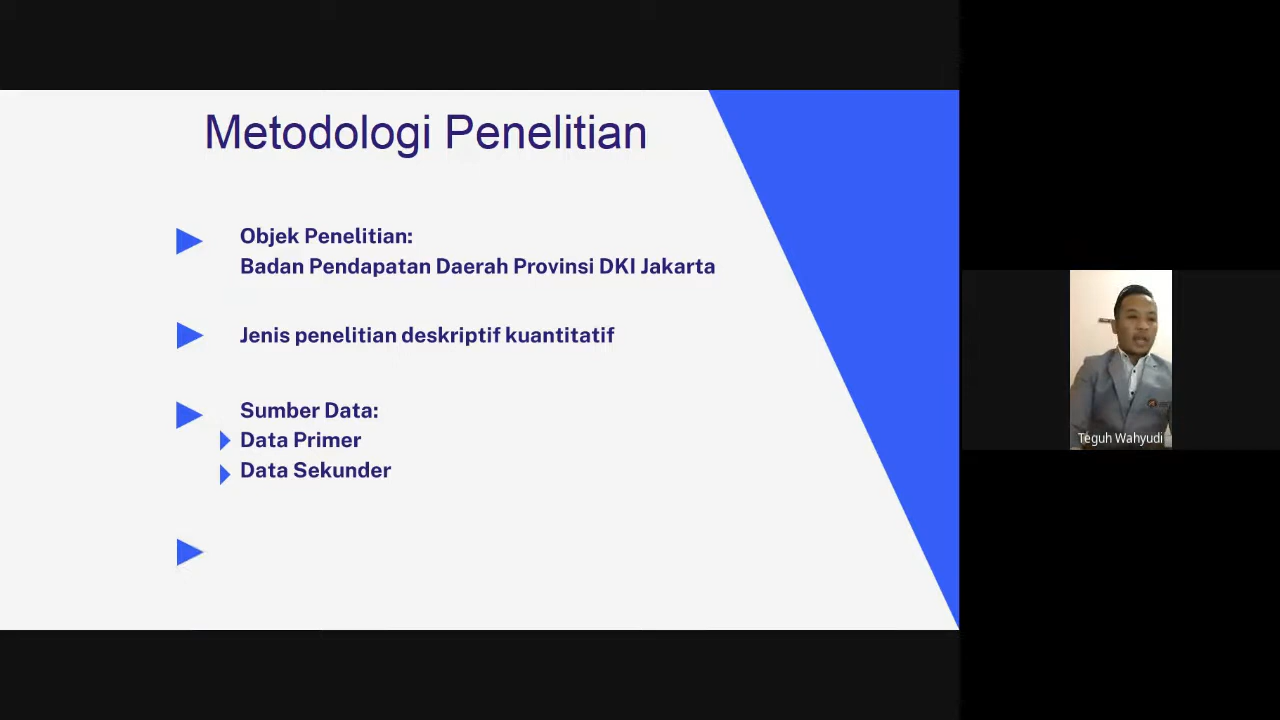 Metodologi Penelitian
Objek Penelitian:
Badan Pendapatan Daerah Provinsi DKI Jakarta
Jenis penelitian deskriptif kuantitatif
Sumber Data:
Data Primer
Data Sekunder
Teguh Wahyudi